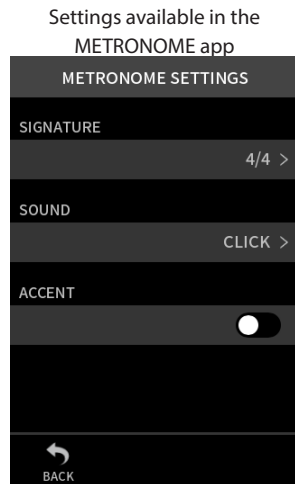 Settings available in the
METRONOME app
METRONOME SETTINGS
SIGNATURE
4/4 >
SOUND
CLICK >
ACCENT
BACK